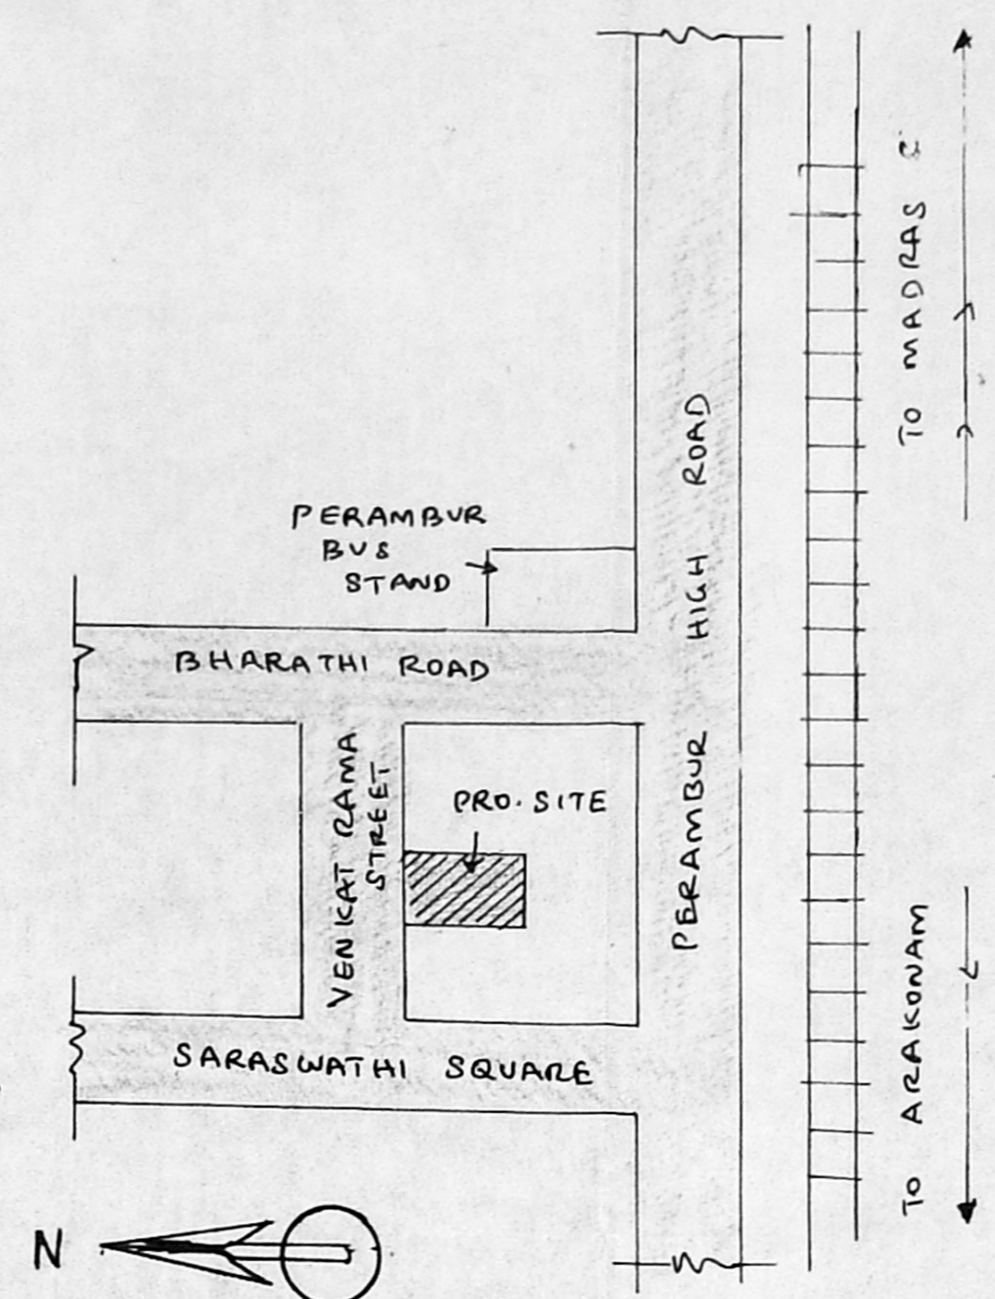 TO MADRAS
PERAMBUR
BUS
STAND
BHARATHI ROAD
PERAMBUR HIGH ROAD
VENKAT RAMA
STREET
PRO. SITE
SARASWATHI SQUARE
TO ARAKONAM
N